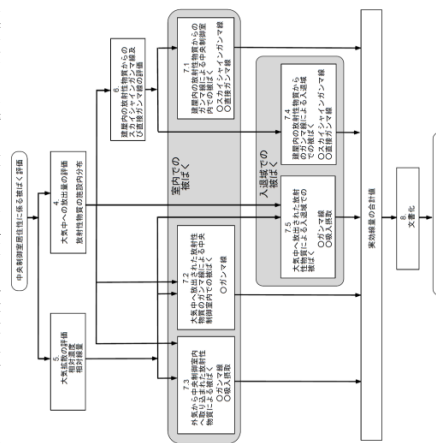 中央制御室居住性に係る被ばく評価
5.
大気拡散の評価
相対濃度
相対線量
4.
大気中への放出量の評価
放射性物質の施設内分布
6.
建屋内の放射性物質からの
スカイシャインガンマ線及
び直接ガンマ線の評価
室内での
被ばく
7.3
外気から中央制御室内
へ取り込まれた放射性
物質による被ばく
○ガンマ線
○吸入摂取
7.2
大気中へ放出された放射性
物質のガンマ線による中央
制御室内での被ばく
○ガンマ線
7.1
建屋内の放射性物質からの
ガンマ線による中央制御室
内での被ばく
○スカイシャインガンマ線
○直接ガンマ線
入退域での
被ばく
7.5
大気中へ放出された放射
性物質による入退域での
被ばく
○ガンマ線
○吸入摂取
7.4
建屋内の放射性物質から
のガンマ線による入退域
での被ばく
○スカイシャインガンマ線
○直接ガンマ線
実効線量の合計値
8.
文書化